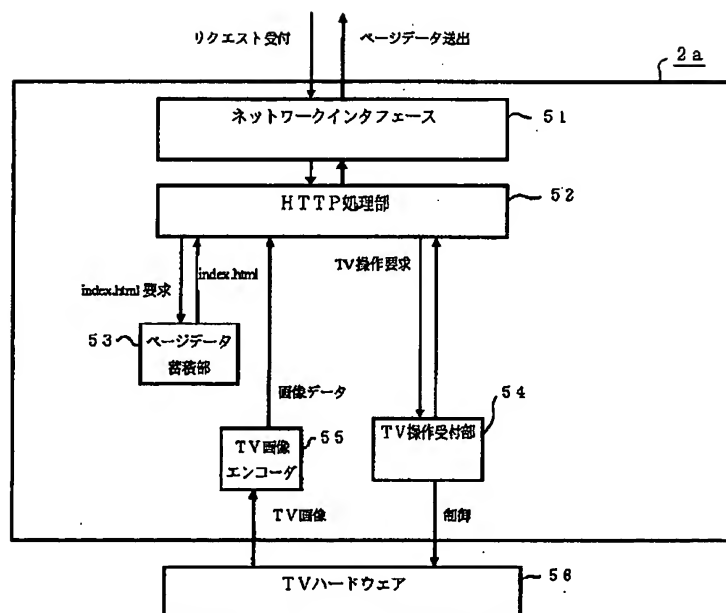 リクエスト受付
ページデータ送出
2a
ネットワークインタフェース
51
HTTP処理部
52
index.html 要求
index.html
TV操作要求
53
ページデータ
蓄積部
画像データ
54
TV操作受付部
55
TV画像
エンコーダ
TV画像
制御
TVハードウェア
56